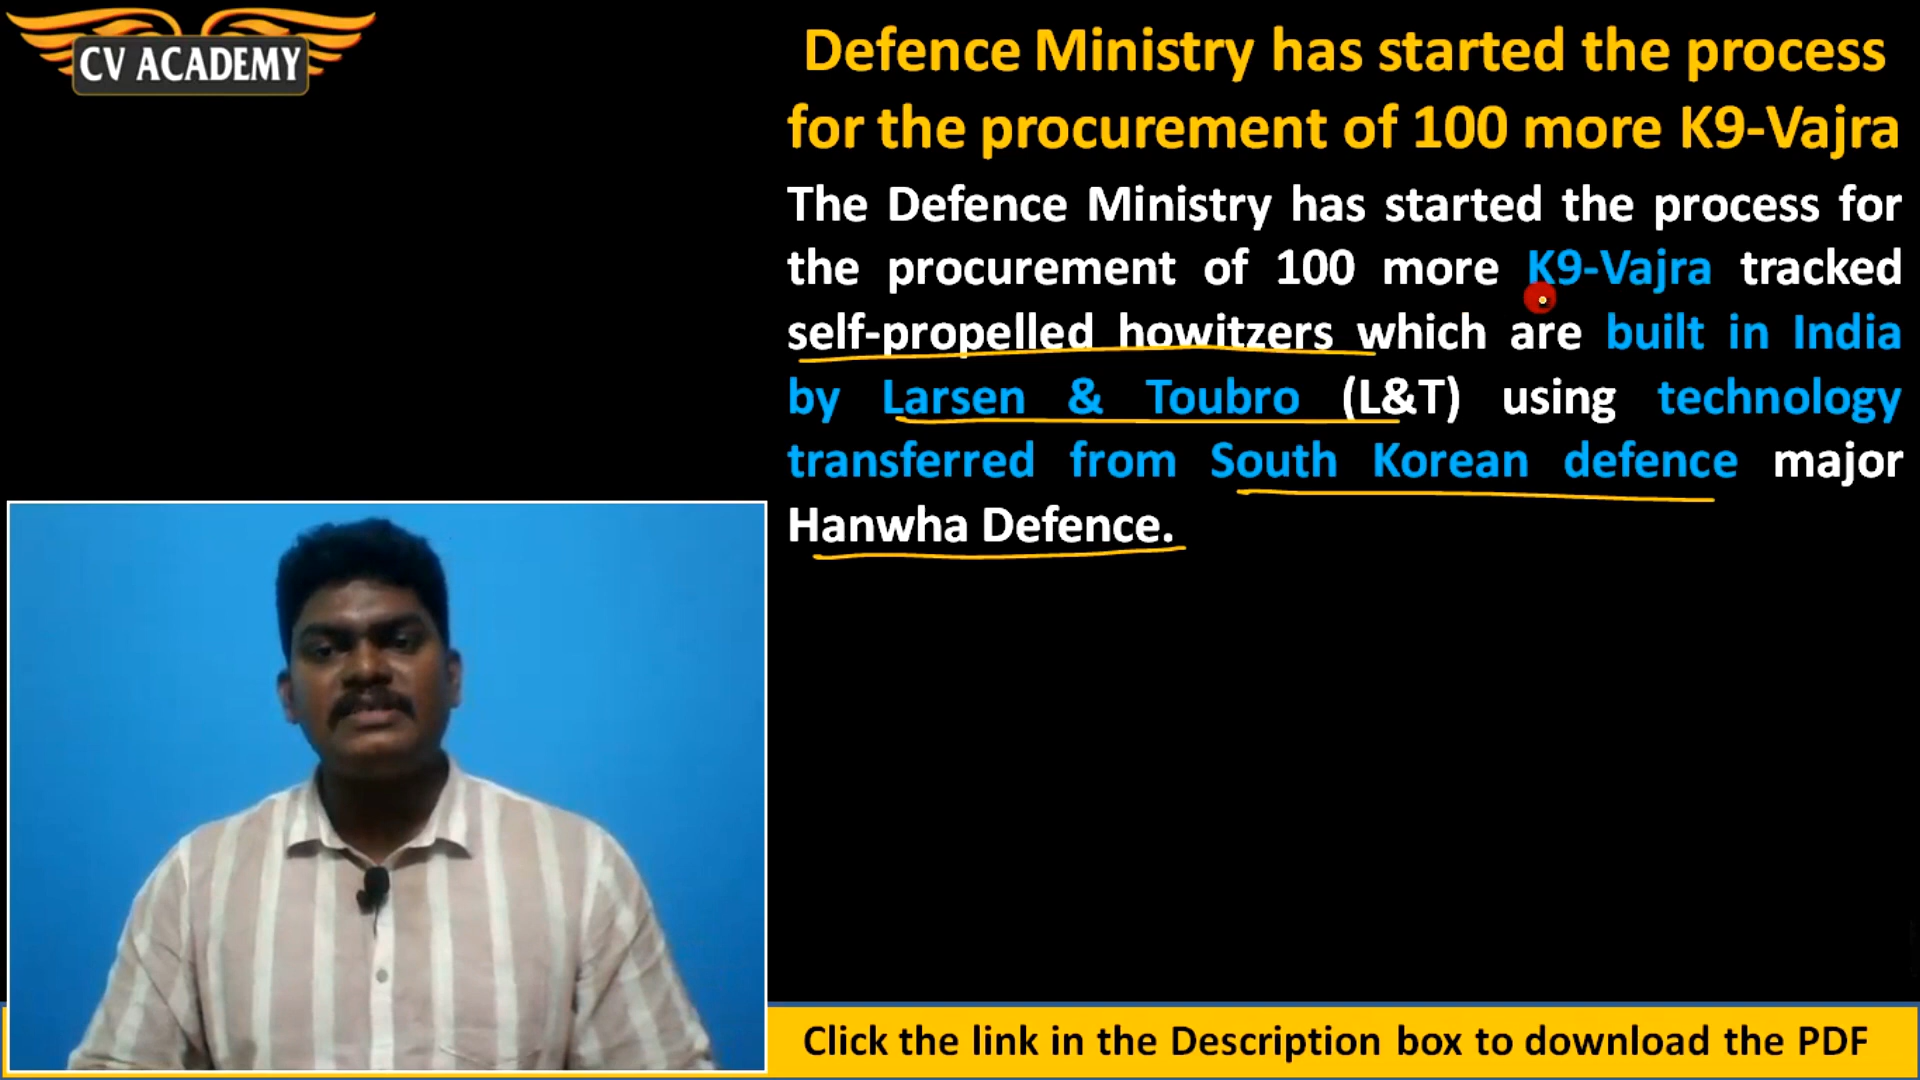 CV ACADEMY
Defence Ministry has started the process
for the procurement of 100 more K9-Vajra
The Defence Ministry has started the process for
the procurement of 100 more K9-Vajra tracked
self-propelled howitzers which are built in India
by Larsen & Toubro (L&T) using technology
transferred from South Korean defence major
Hanwha Defence.
Click the link in the Description box to download the PDF